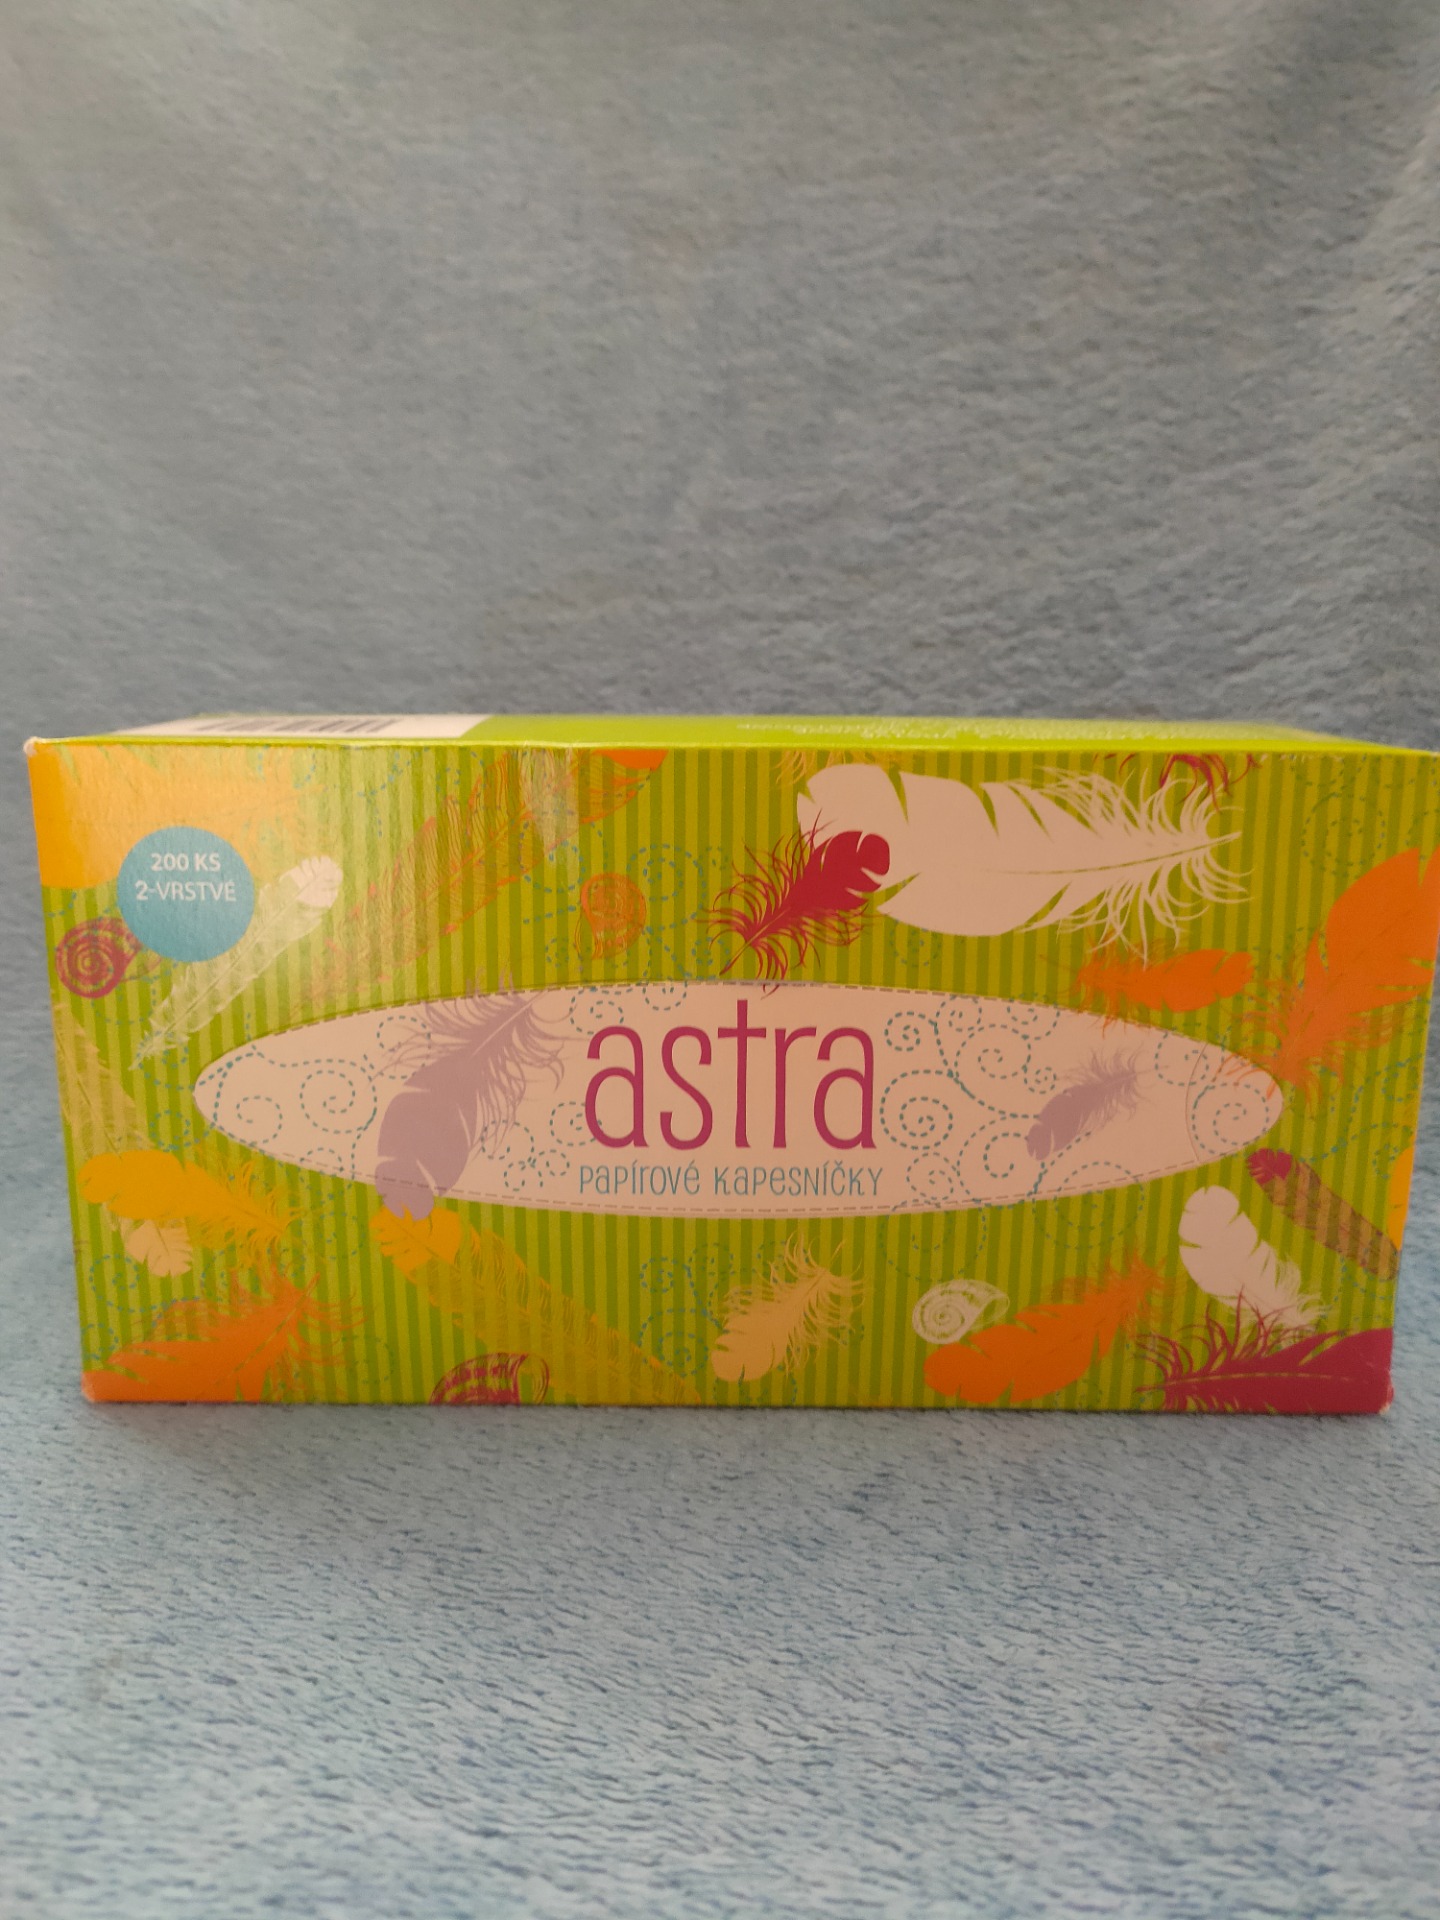 200 KS
2-VRSTVÉ
astra
PAPÍROVÉ KAPESNÍČKY